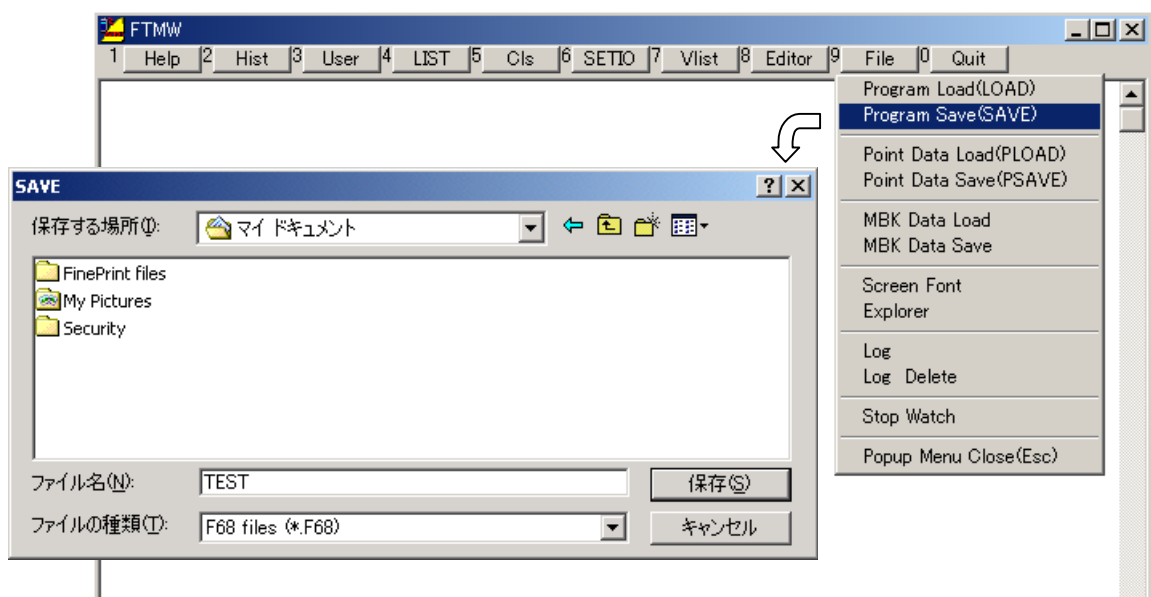 FTMW
1 Help 2 Hist 3 User 4 LIST 5 Cls 6 SETIO 7 Vlist 8 Editor 9 File 0 Quit
Program Load(LOAD)
Program Save(SAVE)
Point Data Load(PLOAD)
Point Data Save(PSAVE)
MBK Data Load
MBK Data Save
Screen Font
Explorer
Log
Log Delete
Stop Watch
Popup Menu Close(Esc)
SAVE
保存する場所(I):
マイ ドキュメント
FinePrint files
My Pictures
Security
ファイル名(N):
TEST
保存(S)
ファイルの種類(T):
F68 files (*.F68)
キャンセル